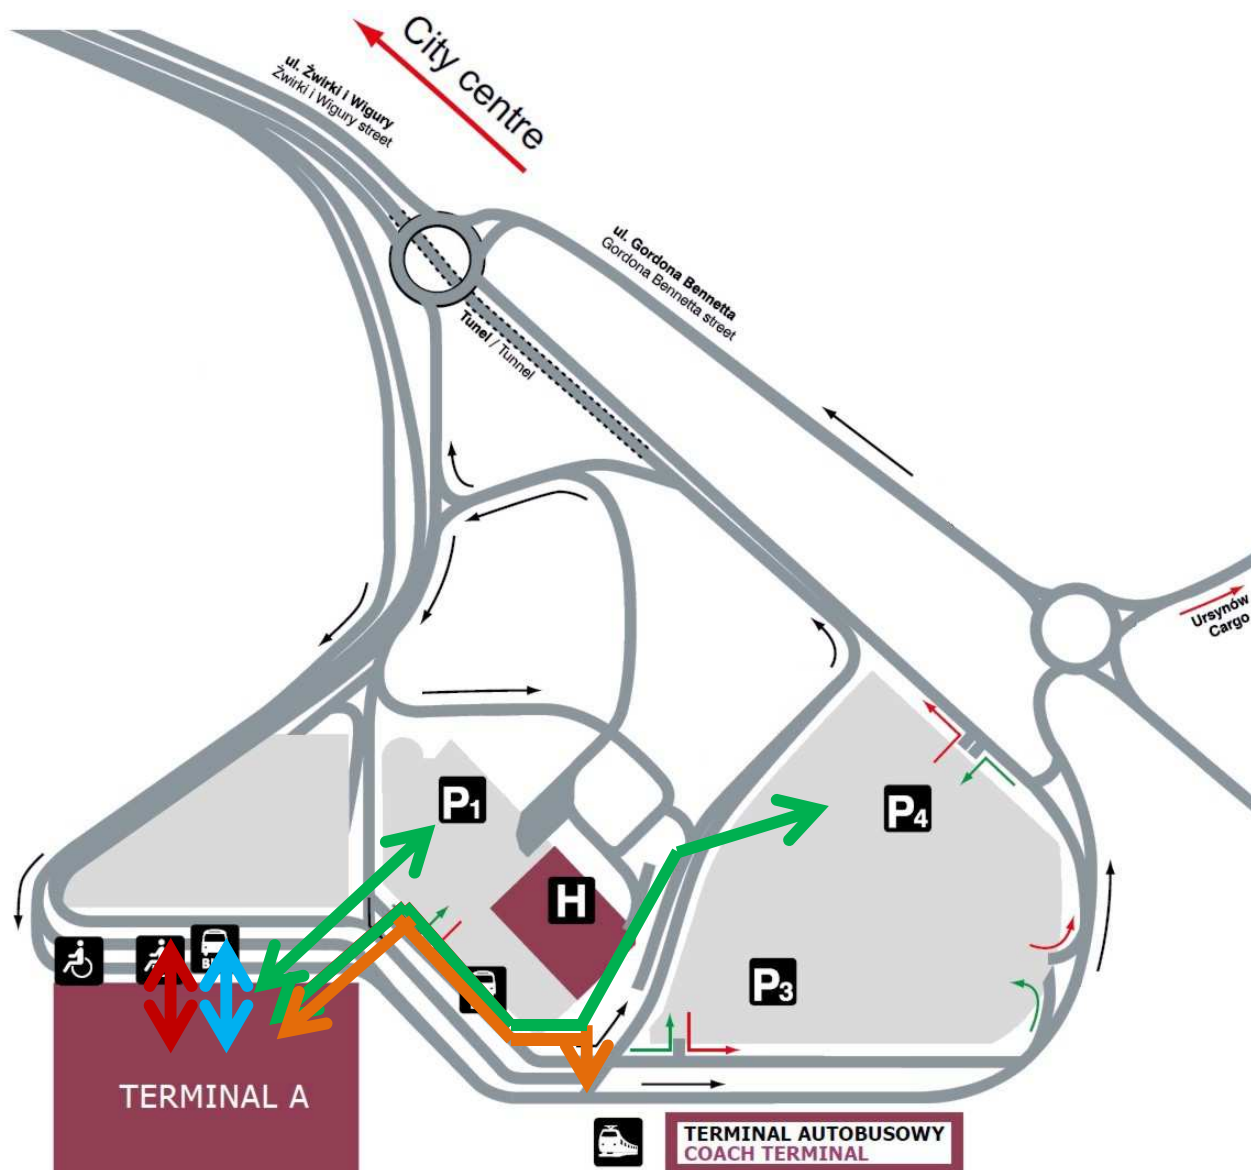 City centre
ul. Żwirki i Wigury
Żwirki i Wigury street
ul. Gordona Bennetta
Gordona Bennetta street
Tunel / Tunnel
Ursynów
Cargo
P1
P4
H
P3
TERMINAL A
TERMINAL AUTOBUSOWY
COACH TERMINAL